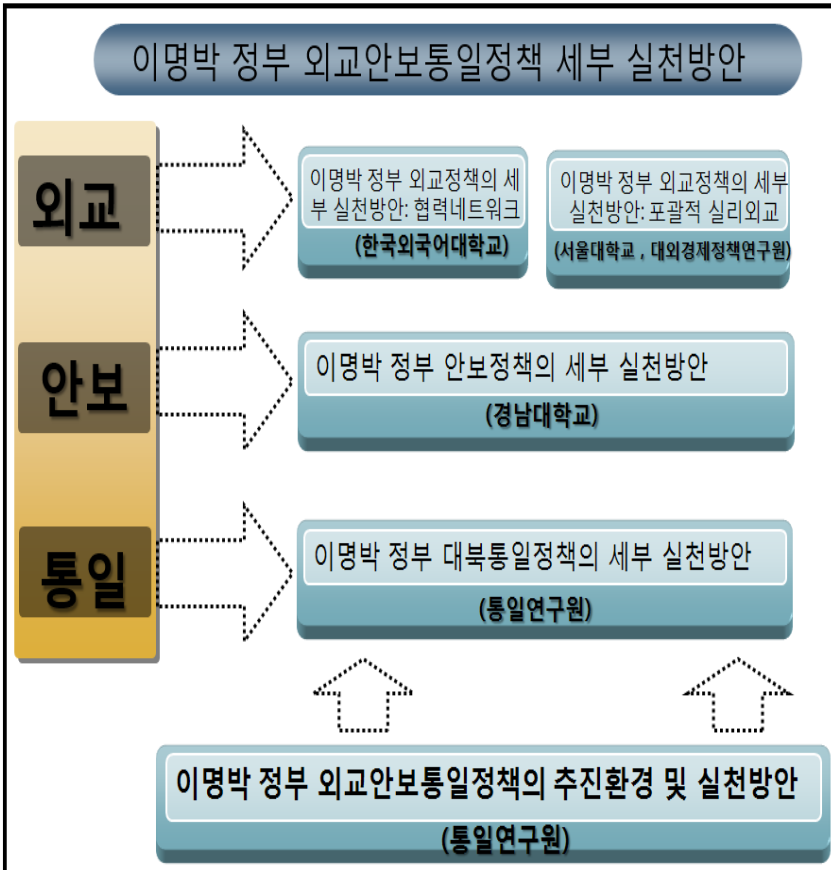 이명박 정부 외교안보통일정책 세부 실천방안
외교
이명박 정부 외교정책의 세
부 실천방안: 협력네트워크
(한국외국어대학교)
이명박 정부 외교정책의 세부
실천방안: 포괄적 실리외교
(서울대학교 , 대외경제정책연구원)
안보
이명박 정부 안보정책의 세부 실천방안
(경남대학교)
통일
이명박 정부 대북통일정책의 세부 실천방안
(통일연구원)
이명박 정부 외교안보통일정책의 추진환경 및 실천방안
(통일연구원)